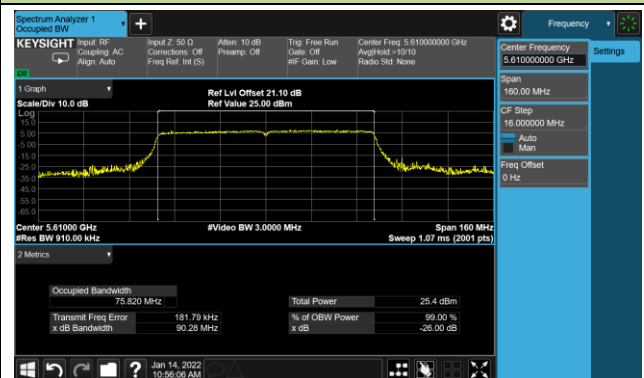 Spectrum Analyzer 1
Occupied BW
Frequency
KEYSIGHT
Input: RF
Coupling: AC
Align: Auto
Input Z: 50 Ω
Corrections: Off
Freq Ref: Int (S)
Atten: 10 dB
Preamp: Off
Trig: Free Run
Gate: Off
#IF Gain: Low
Center Freq: 5.610000000 GHz
Avg|Hold:>10/10
Radio Std: None
Center Frequency
5.610000000 GHz
Settings
Span
160.00 MHz
CF Step
16.000000 MHz
Auto
Man
Freq Offset
0 Hz
1 Graph
Scale/Div 10.0 dB
Ref Lvl Offset 21.10 dB
Ref Value 25.00 dBm
Log
15.0
5.00
-5.00
-15.0
-25.0
-35.0
-45.0
-55.0
-65.0
Center 5.61000 GHz
#Res BW 910.00 kHz
#Video BW 3.0000 MHz
Span 160 MHz
Sweep 1.07 ms (2001 pts)
2 Metrics
Occupied Bandwidth
75.820 MHz
Total Power 25.4 dBm
Transmit Freq Error 181.79 kHz
% of OBW Power 99.00 %
x dB Bandwidth 90.28 MHz
x dB -26.00 dB
?
Jan 14, 2022
10:56:06 AM